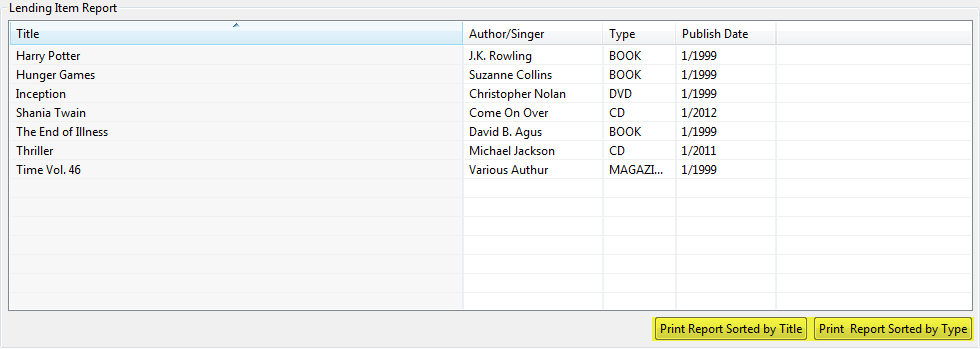 Lending Item Report
Title Author/Singer Type Publish Date
Harry Potter J.K. Rowling BOOK 1/1999
Hunger Games Suzanne Collins BOOK 1/1999
Inception Christopher Nolan DVD 1/1999
Shania Twain Come On Over CD 1/2012
The End of Illness David B. Agus BOOK 1/1999
Thriller Michael Jackson CD 1/2011
Time Vol. 46 Various Authur MAGAZI... 1/1999
Print Report Sorted by Title Print Report Sorted by Type